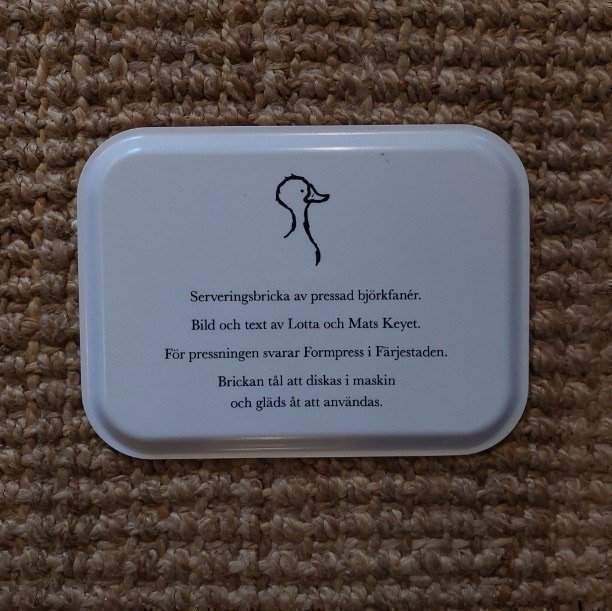 Serveringsbricka av pressad björkfanér.
Bild och text av Lotta och Mats Keyet.
För pressningen svarar Formpress i Färjestaden.
Brickan tål att diskas i maskin
och gläds åt att användas.